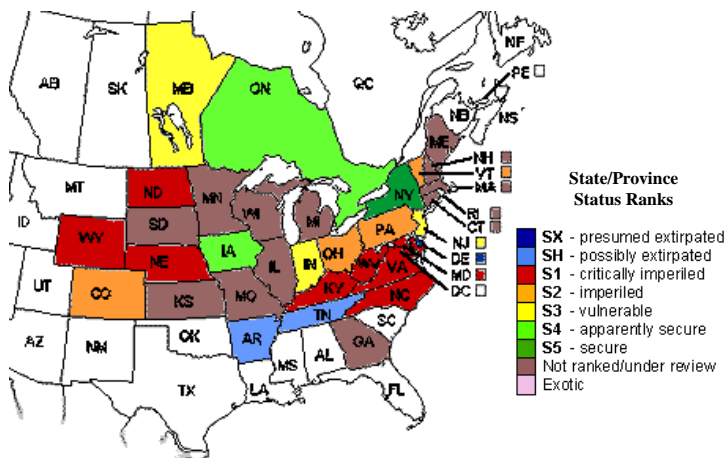 NF
AB
SK
MB
ON
QC
PE
NB
NS
ME
MT
ND
MN
NH
VT
MA
ID
SD
WI
MI
NY
RI
CT
WY
IA
PA
NJ
NE
IL
IN
OH
DE
UT
CO
KS
MO
WV
VA
MD
KY
DC
NC
TN
AZ
NM
OK
AR
SC
MS
AL
GA
TX
LA
FL
State/Province
Status Ranks
SX - presumed extirpated
SH - possibly extirpated
S1 - critically imperiled
S2 - imperiled
S3 - vulnerable
S4 - apparently secure
S5 - secure
Not ranked/under review
Exotic